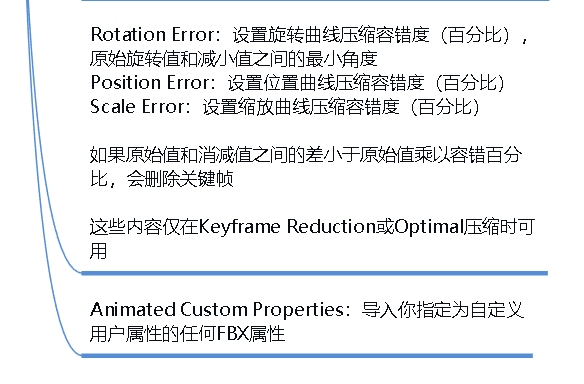 Rotation Error：设置旋转曲线压缩容错度（百分比），
原始旋转值和减小值之间的最小角度
Position Error：设置位置曲线压缩容错度（百分比）
Scale Error：设置缩放曲线压缩容错度（百分比）
如果原始值和消减值之间的差小于原始值乘以容错百分
比，会删除关键帧
这些内容仅在Keyframe Reduction或Optimal压缩时可
用
Animated Custom Properties：导入你指定为自定义
用户属性的任何FBX属性